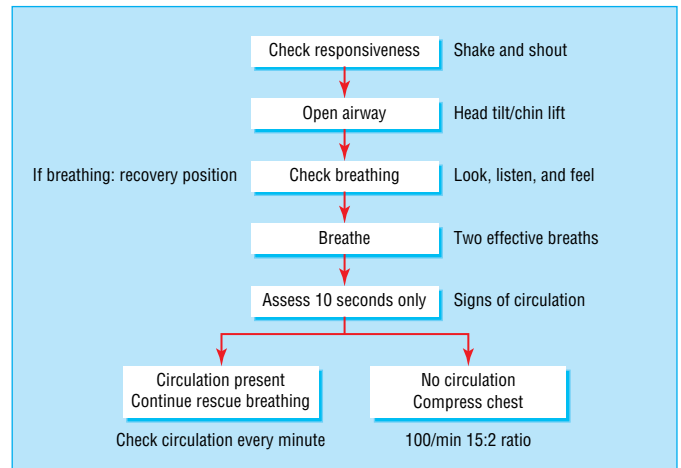 Check responsiveness
Shake and shout
Open airway
Head tilt/chin lift
If breathing: recovery position
Check breathing
Look, listen, and feel
Breathe
Two effective breaths
Assess 10 seconds only
Signs of circulation
Circulation present
Continue rescue breathing
No circulation
Compress chest
Check circulation every minute
100/min 15:2 ratio